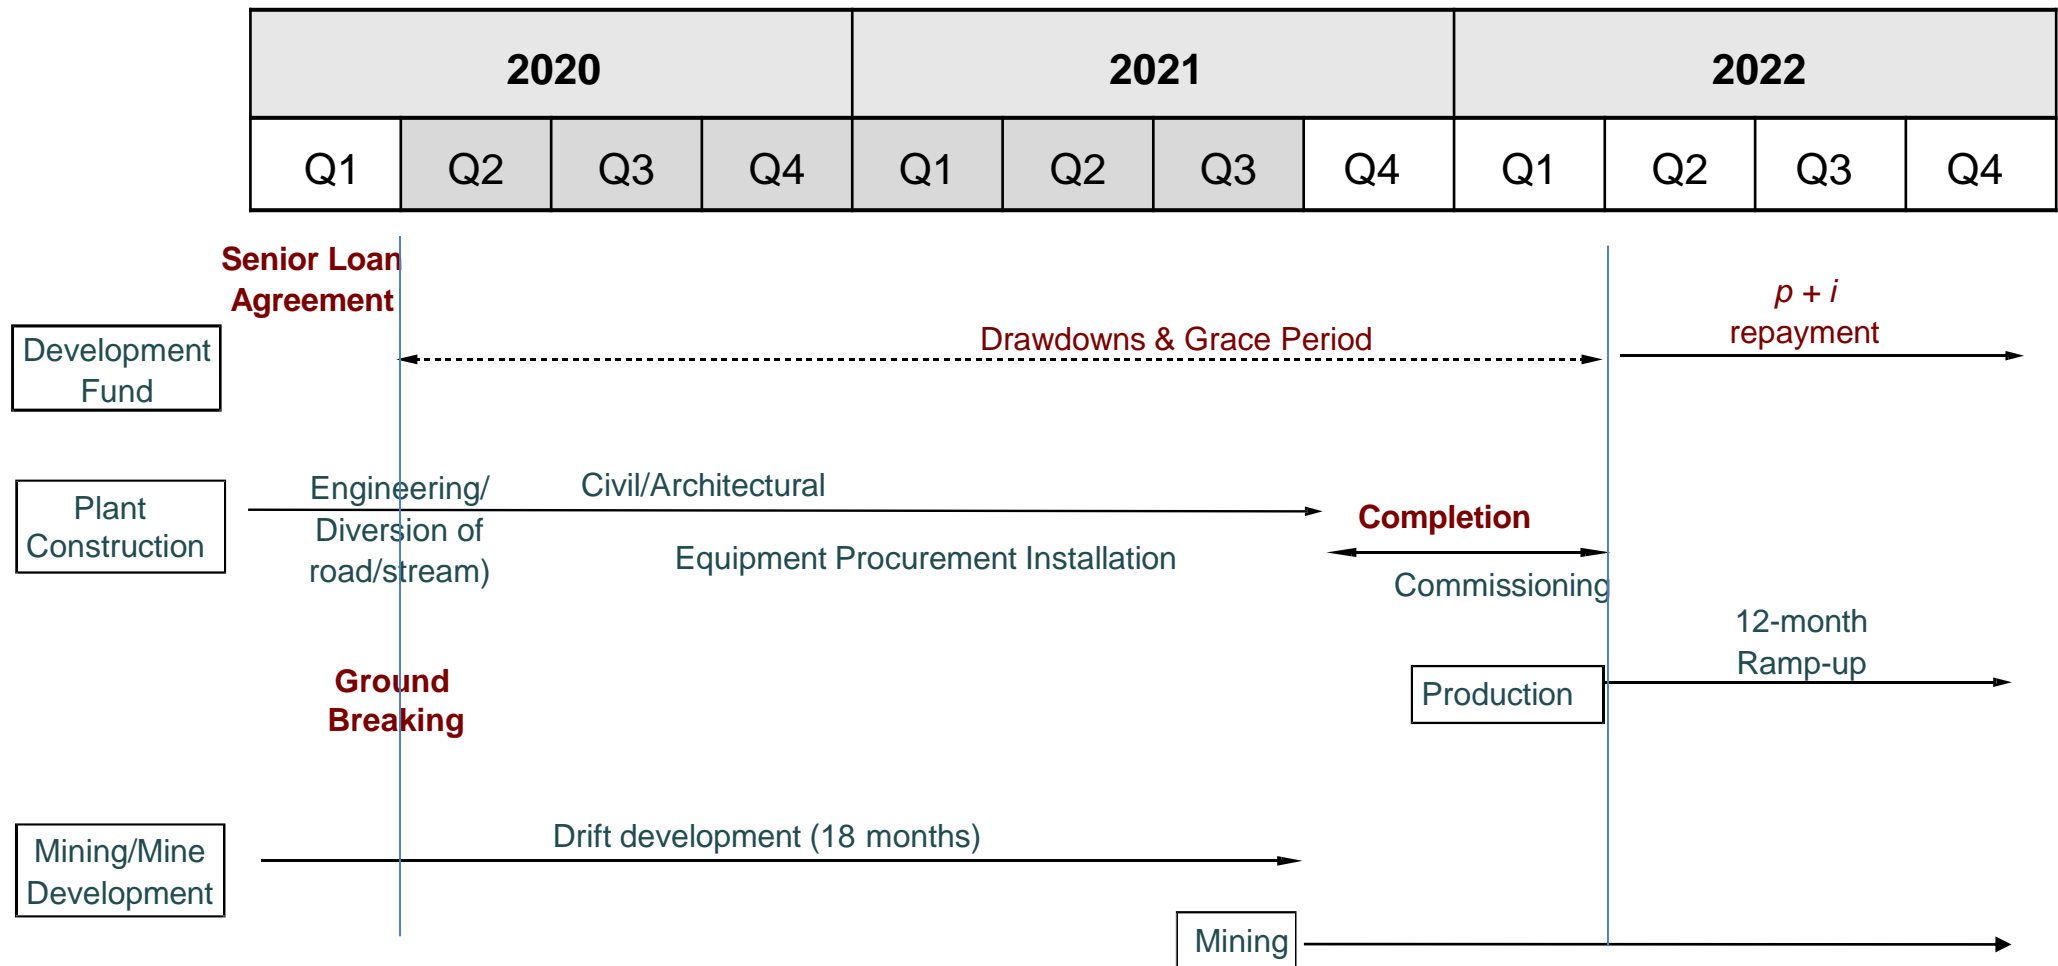 2020 2021 2022
Q1 Q2 Q3 Q4 Q1 Q2 Q3 Q4 Q1 Q2 Q3 Q4
Senior Loan
Agreement
Development
Fund
Drawdowns & Grace Period
p + i
repayment
Plant
Construction
Engineering/
Diversion of
road/stream)
Civil/Architectural
Equipment Procurement Installation
Completion
Commissioning
Ground
Breaking
Production
12-month
Ramp-up
Mining/Mine
Development
Drift development (18 months)
Mining